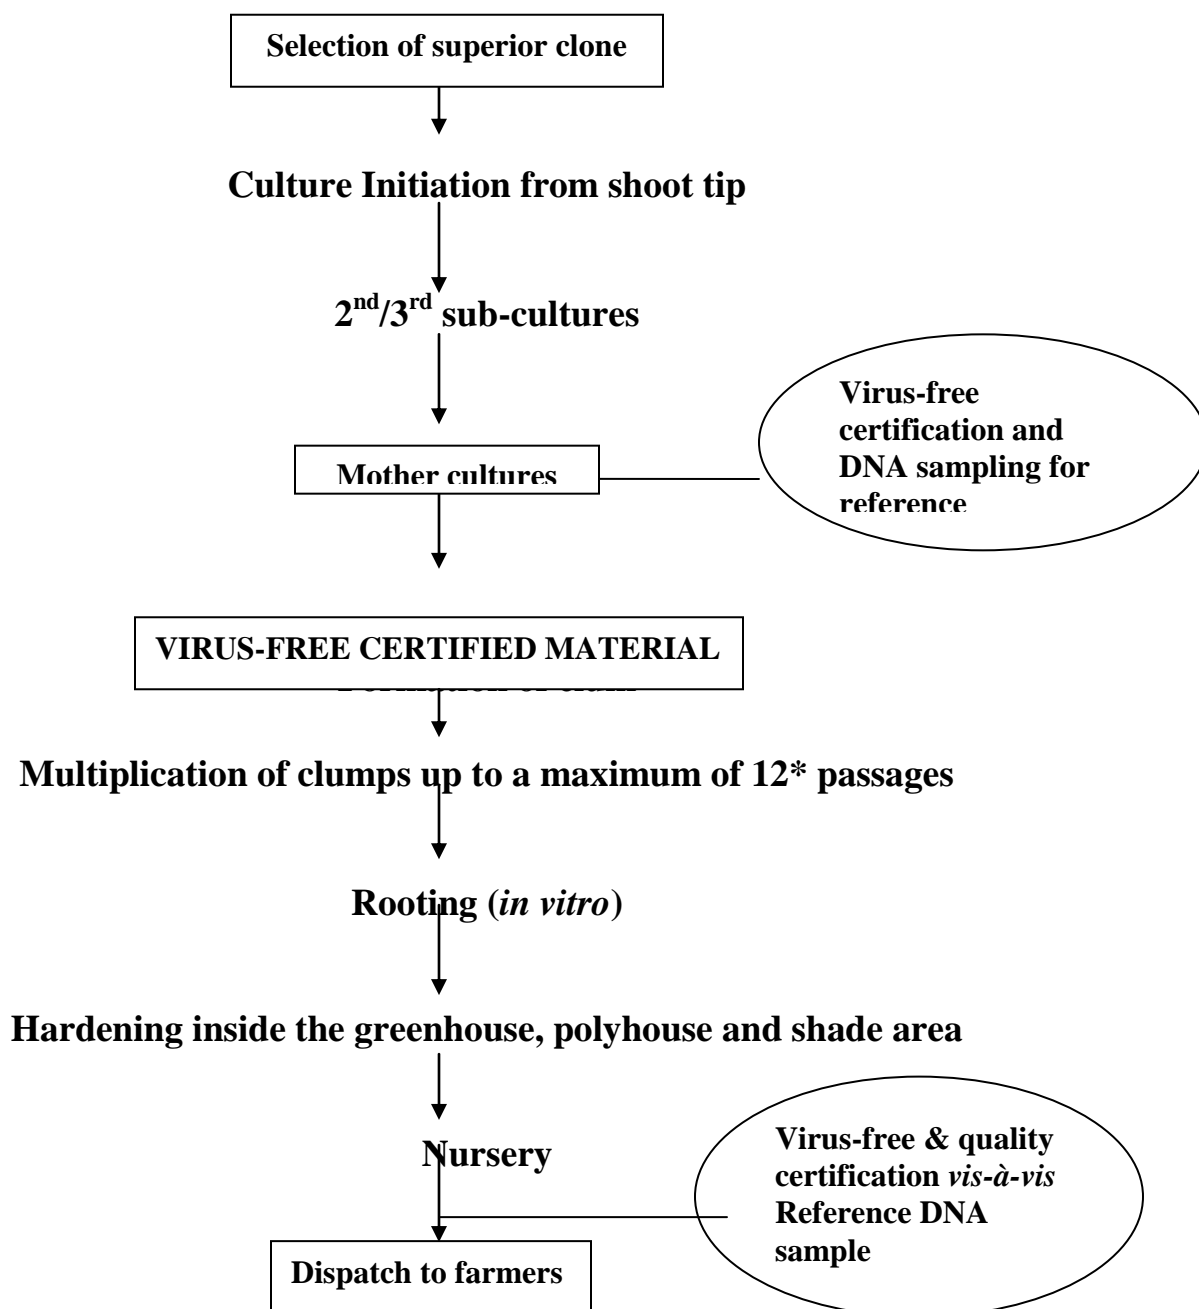 Selection of superior clone
Culture Initiation from shoot tip
2nd/3rd sub-cultures
Virus-free
certification and
DNA sampling for
reference
Mother cultures
VIRUS-FREE CERTIFIED MATERIAL
Multiplication of clumps up to a maximum of 12* passages
Rooting (in vitro)
Hardening inside the greenhouse, polyhouse and shade area
Nursery
Virus-free & quality
certification vis-à-vis
Reference DNA
sample
Dispatch to farmers